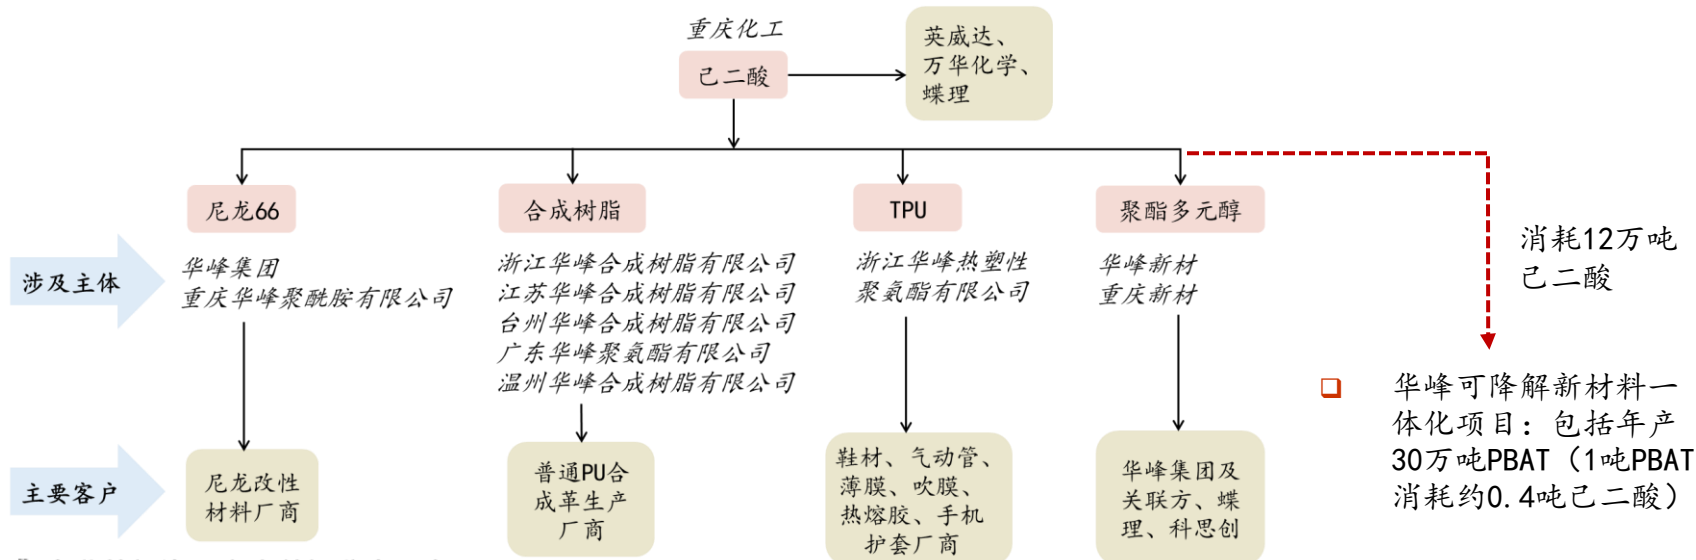 重庆化工
己二酸
英威达、
万华化学、
蝶理
尼龙66
合成树脂
TPU
聚酯多元醇
消耗12万吨
己二酸
涉及主体
华峰集团
重庆华峰聚酰胺有限公司
浙江华峰合成树脂有限公司
江苏华峰合成树脂有限公司
台州华峰合成树脂有限公司
广东华峰聚氨酯有限公司
温州华峰合成树脂有限公司
浙江华峰热塑性
聚氨酯有限公司
华峰新材
重庆新材
华峰可降解新材料一
体化项目：包括年产
30万吨PBAT（1吨PBAT
消耗约0.4吨己二酸）
主要客户
尼龙改性
材料厂商
普通PU合
成革生产
厂商
鞋材、气动管、
薄膜、吹膜、
热熔胶、手机
护套厂商
华峰集团及
关联方、蝶
理、科思创